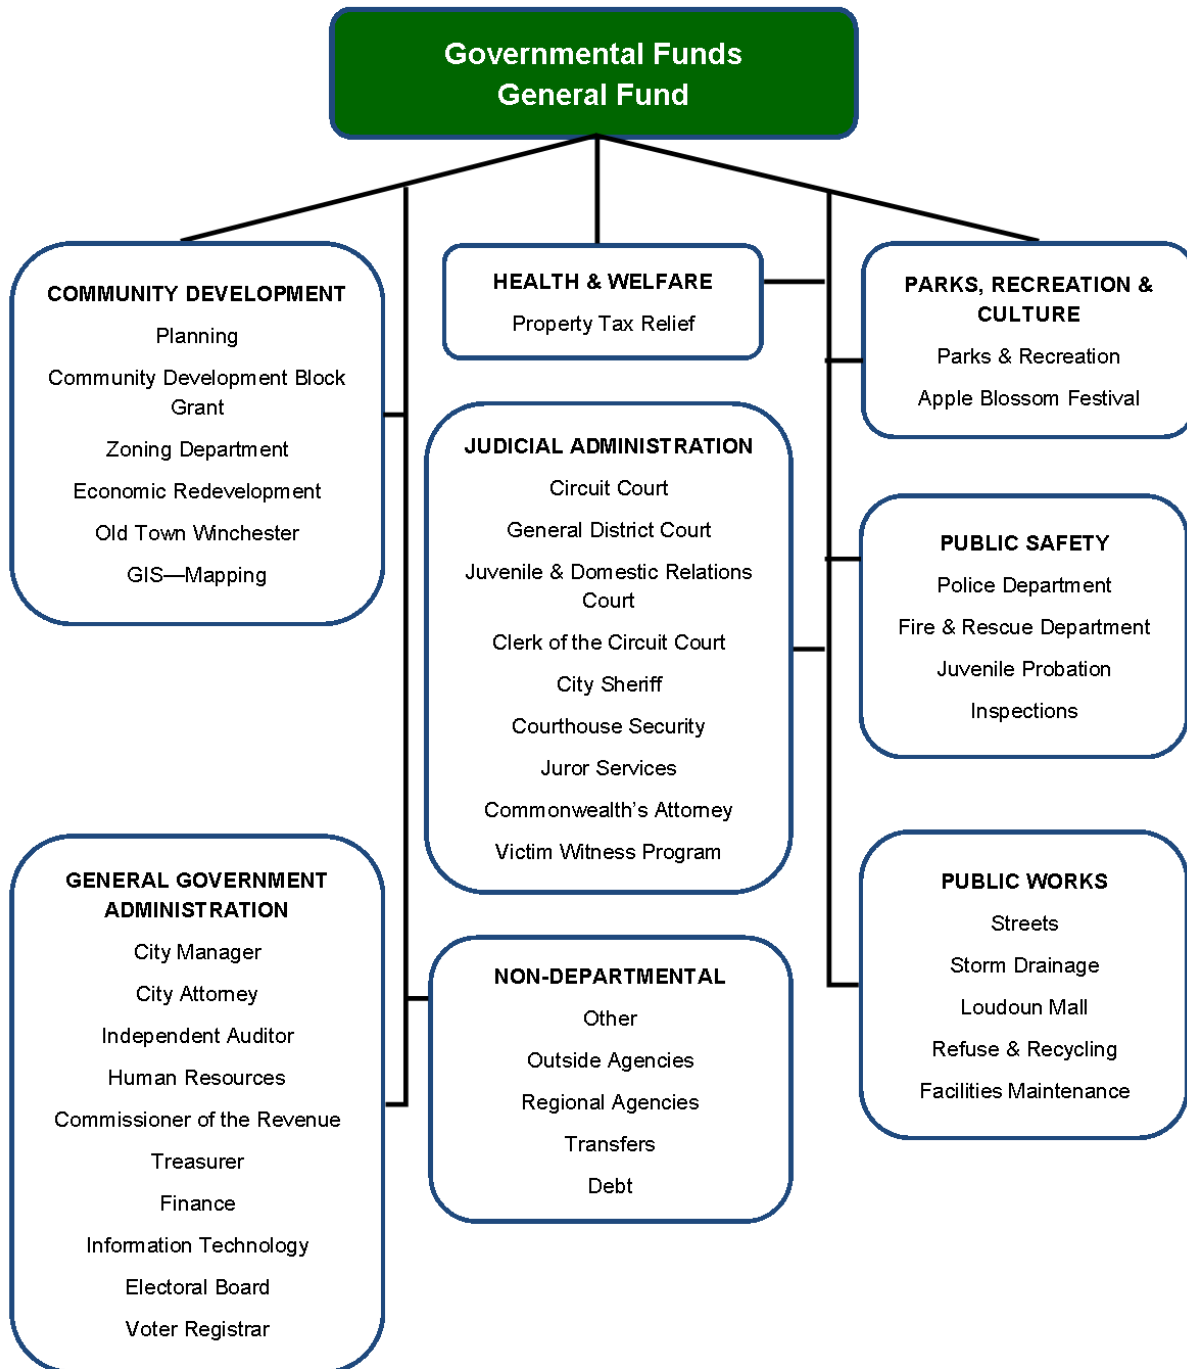 Governmental Funds
General Fund
COMMUNITY DEVELOPMENT
Planning
Community Development Block
Grant
Zoning Department
Economic Redevelopment
Old Town Winchester
GIS—Mapping
HEALTH & WELFARE
Property Tax Relief
PARKS, RECREATION &
CULTURE
Parks & Recreation
Apple Blossom Festival
JUDICIAL ADMINISTRATION
Circuit Court
General District Court
Juvenile & Domestic Relations
Court
Clerk of the Circuit Court
City Sheriff
Courthouse Security
Juror Services
Commonwealth’s Attorney
Victim Witness Program
PUBLIC SAFETY
Police Department
Fire & Rescue Department
Juvenile Probation
Inspections
GENERAL GOVERNMENT
ADMINISTRATION
City Manager
City Attorney
Independent Auditor
Human Resources
Commissioner of the Revenue
Treasurer
Finance
Information Technology
Electoral Board
Voter Registrar
NON-DEPARTMENTAL
Other
Outside Agencies
Regional Agencies
Transfers
Debt
PUBLIC WORKS
Streets
Storm Drainage
Loudoun Mall
Refuse & Recycling
Facilities Maintenance